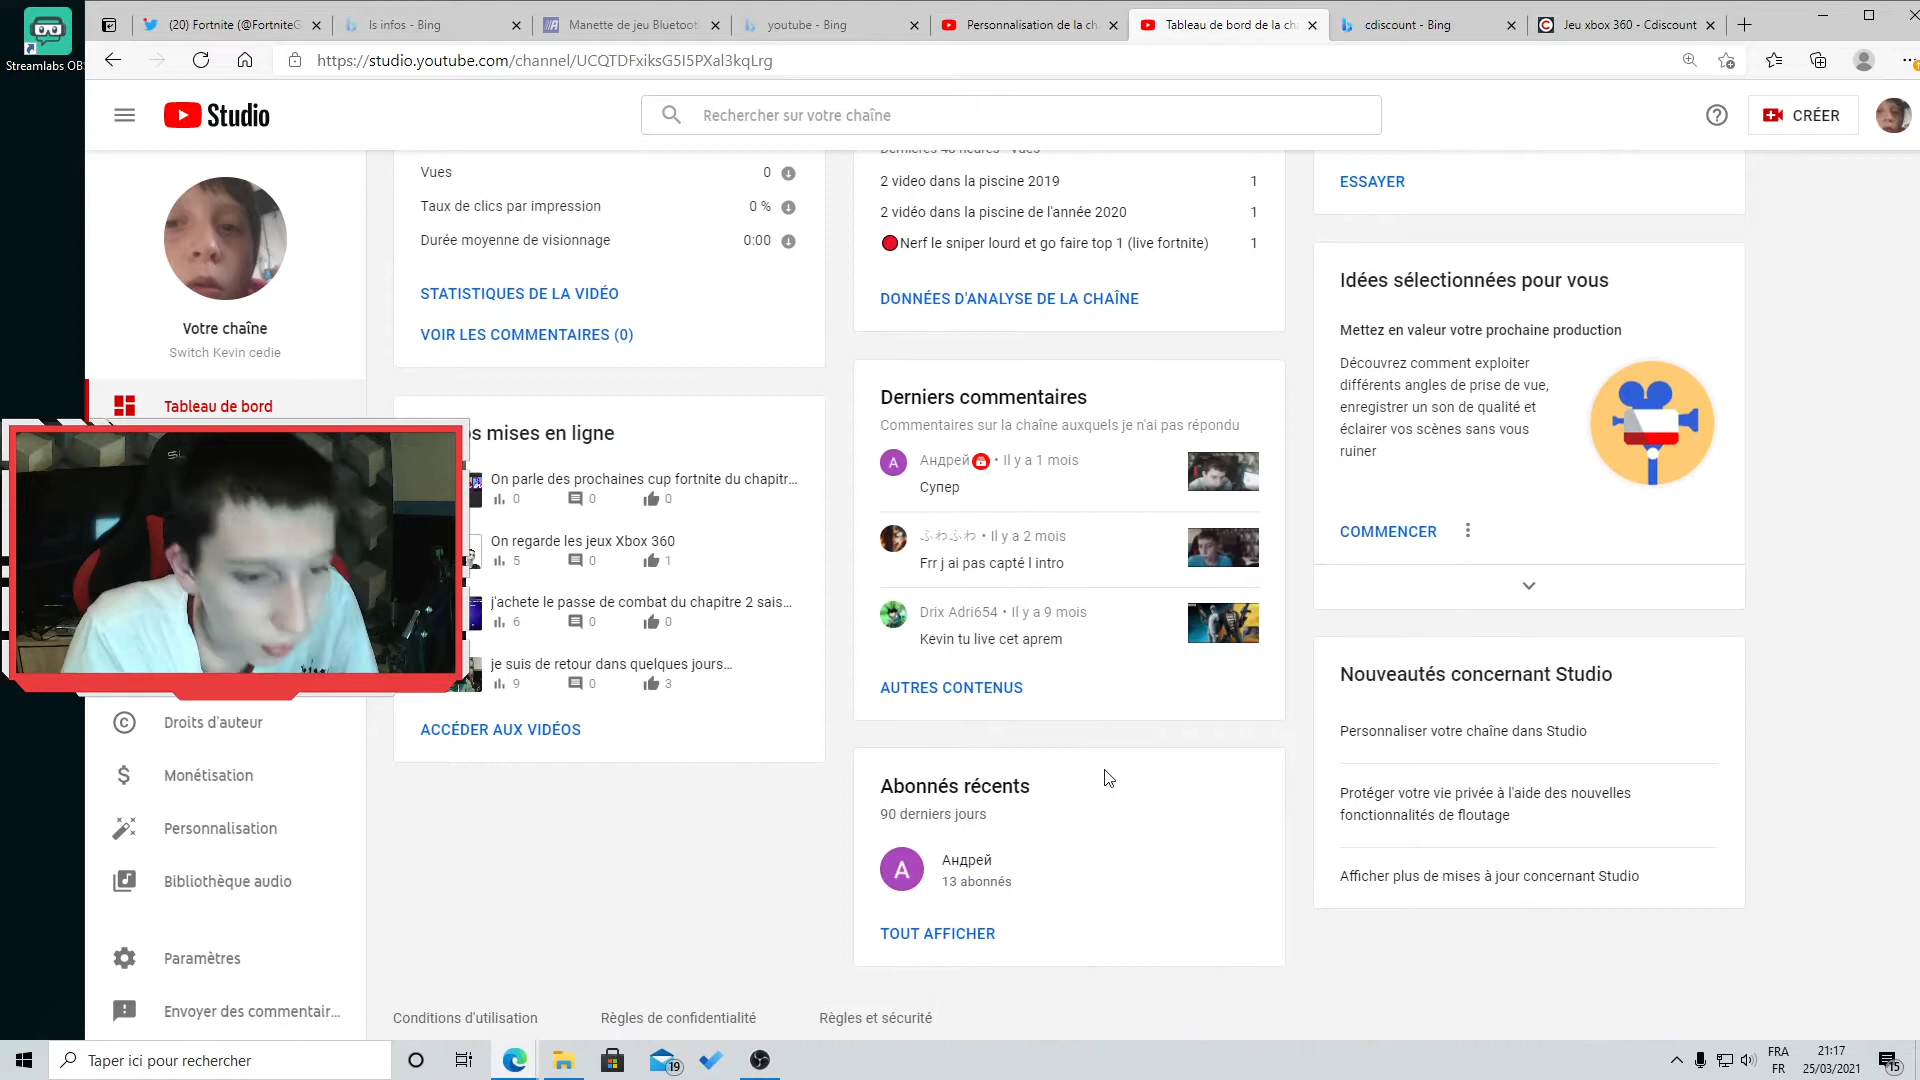 Streamlabs OBS
(20) Fortnite (@FortniteG
ls infos - Bing
Manette de jeu Bluetooth
youtube - Bing
Personnalisation de la ch
Tableau de bord de la cha
cdiscount - Bing
Jeu xbox 360 - Cdiscount
https://studio.youtube.com/channel/UCQTDFxiksG5I5PXal3kqLrg
Studio
Rechercher sur votre chaîne
CRÉER
Votre chaîne
Switch Kevin cedie
Tableau de bord
Droits d'auteur
Monétisation
Personnalisation
Bibliothèque audio
Paramètres
Envoyer des commentair...
Vues 0
Taux de clics par impression 0 %
Durée moyenne de visionnage 0:00
STATISTIQUES DE LA VIDÉO
VOIR LES COMMENTAIRES (0)
mises en ligne
On parle des prochaines cup fortnite du chapitr...
0 0 0
On regarde les jeux Xbox 360
5 0 1
j'achete le passe de combat du chapitre 2 sais...
6 0 0
je suis de retour dans quelques jours...
9 0 3
ACCÉDER AUX VIDÉOS
Dernières 48 heures · Vues
2 video dans la piscine 2019 1
2 vidéo dans la piscine de l'année 2020 1
🔴Nerf le sniper lourd et go faire top 1 (live fortnite) 1
DONNÉES D'ANALYSE DE LA CHAÎNE
Derniers commentaires
Commentaires sur la chaîne auxquels je n'ai pas répondu
A
Андрей • Il y a 1 mois
Супер
ふわふわ • Il y a 2 mois
Frr j ai pas capté l intro
Drix Adri654 • Il y a 9 mois
Kevin tu live cet aprem
AUTRES CONTENUS
Abonnés récents
90 derniers jours
A
Андрей
13 abonnés
TOUT AFFICHER
ESSAYER
Idées sélectionnées pour vous
Mettez en valeur votre prochaine production
Découvrez comment exploiter
différents angles de prise de vue,
enregistrer un son de qualité et
éclairer vos scènes sans vous
ruiner
COMMENCER
Nouveautés concernant Studio
Personnaliser votre chaîne dans Studio
Protéger votre vie privée à l'aide des nouvelles
fonctionnalités de floutage
Afficher plus de mises à jour concernant Studio
Conditions d'utilisation
Règles de confidentialité
Règles et sécurité
Taper ici pour rechercher
19
FRA
FR
21:17
25/03/2021
15